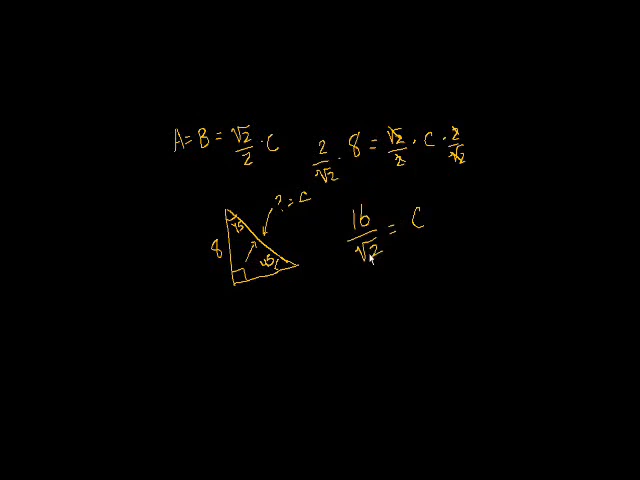 A = B = √2/2 · C
2/√2 · 8 = √2/2 · C · 2/√2
? = C
45
8
45
16/√2 = C